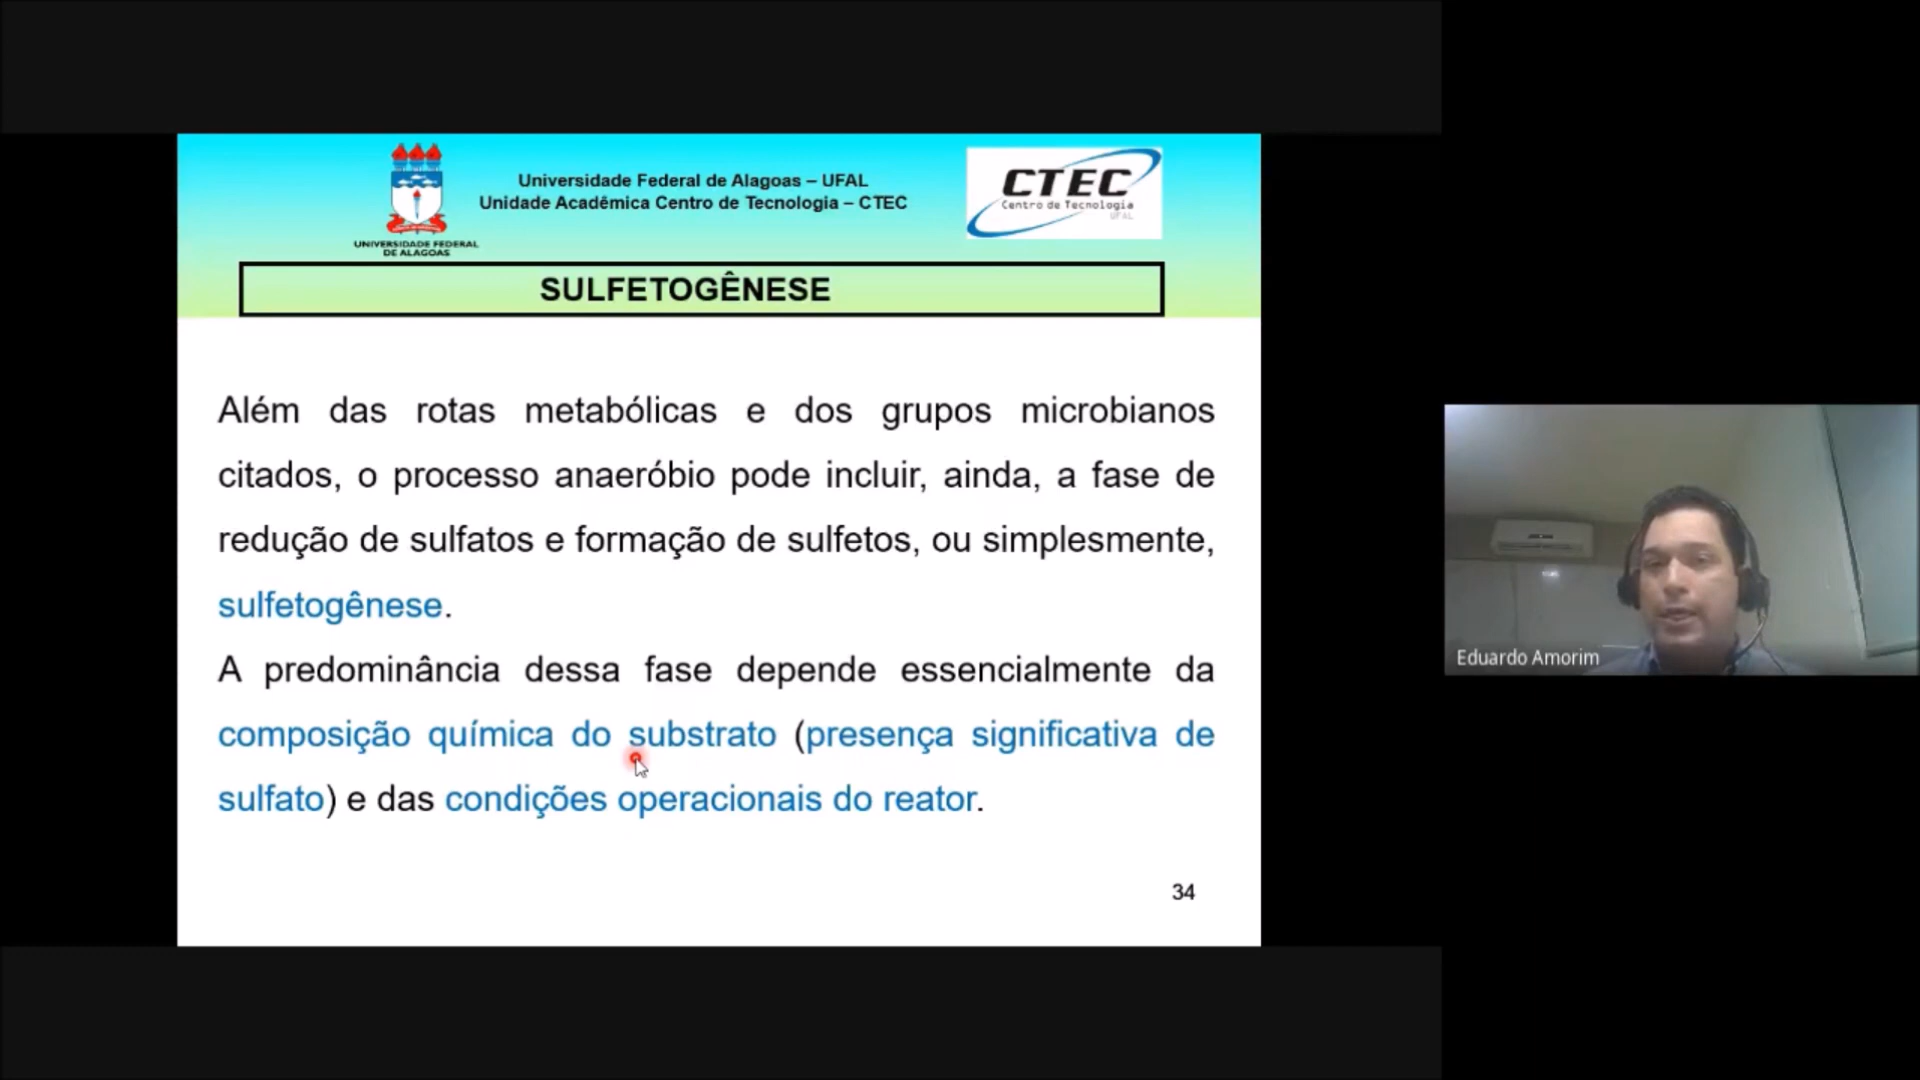 Universidade Federal de Alagoas – UFAL
Unidade Acadêmica Centro de Tecnologia – CTEC
UNIVERSIDADE FEDERAL
DE ALAGOAS
CTEC
Centro de Tecnologia
UFAL
SULFETOGÊNESE
Além das rotas metabólicas e dos grupos microbianos
citados, o processo anaeróbio pode incluir, ainda, a fase de
redução de sulfatos e formação de sulfetos, ou simplesmente,
sulfetogênese.
A predominância dessa fase depende essencialmente da
composição química do substrato (presença significativa de
sulfato) e das condições operacionais do reator.
34
Eduardo Amorim